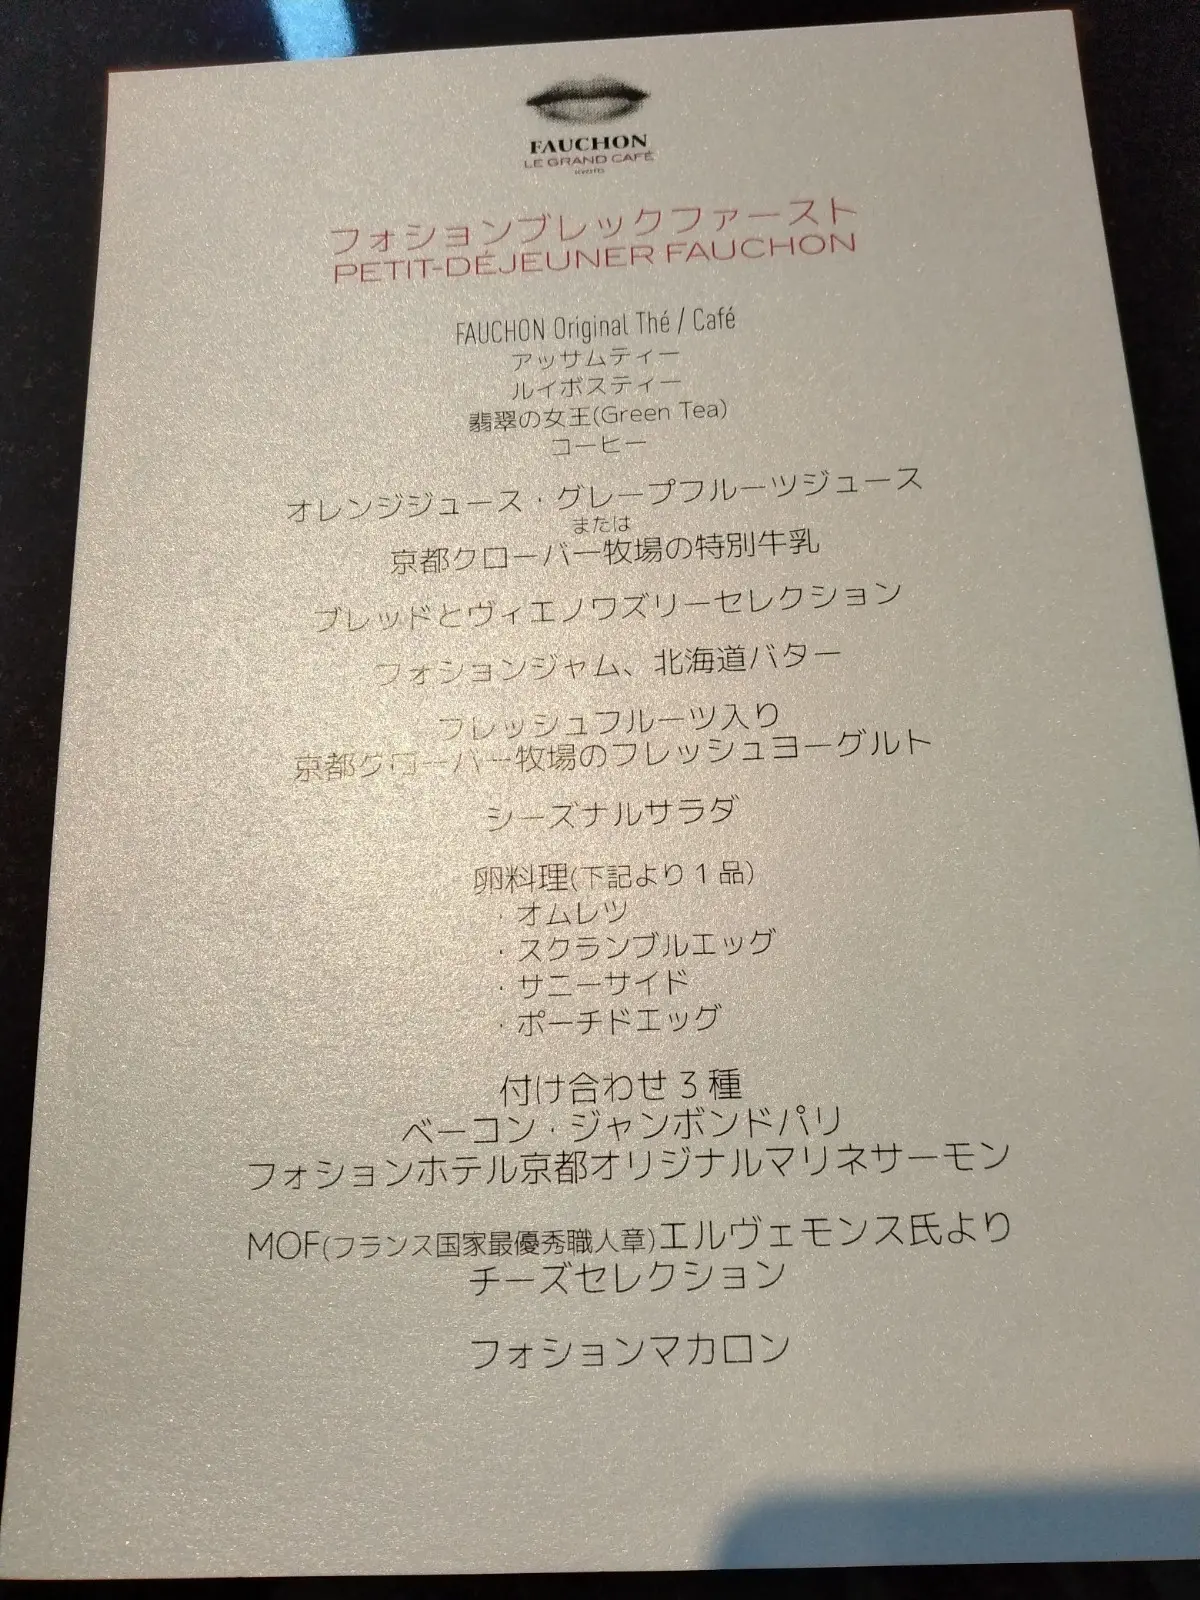 FAUCHON
LE GRAND CAFÉ
KYOTO
フォションブレックファースト
PETIT-DÉJEUNER FAUCHON
FAUCHON Original Thé / Café
アッサムティー
ルイボスティー
翡翠の女王(Green Tea)
コーヒー
オレンジジュース・グレープフルーツジュース
または
京都クローバー牧場の特別牛乳
ブレッドとヴィエノワズリーセレクション
フォションジャム、北海道バター
フレッシュフルーツ入り
京都クローバー牧場のフレッシュヨーグルト
シーズナルサラダ
卵料理(下記より1品)
・オムレツ
・スクランブルエッグ
・サニーサイド
・ポーチドエッグ
付け合わせ3種
ベーコン・ジャンボンドパリ
フォションホテル京都オリジナルマリネサーモン
MOF(フランス国家最優秀職人章)エルヴェモンス氏より
チーズセレクション
フォションマカロン